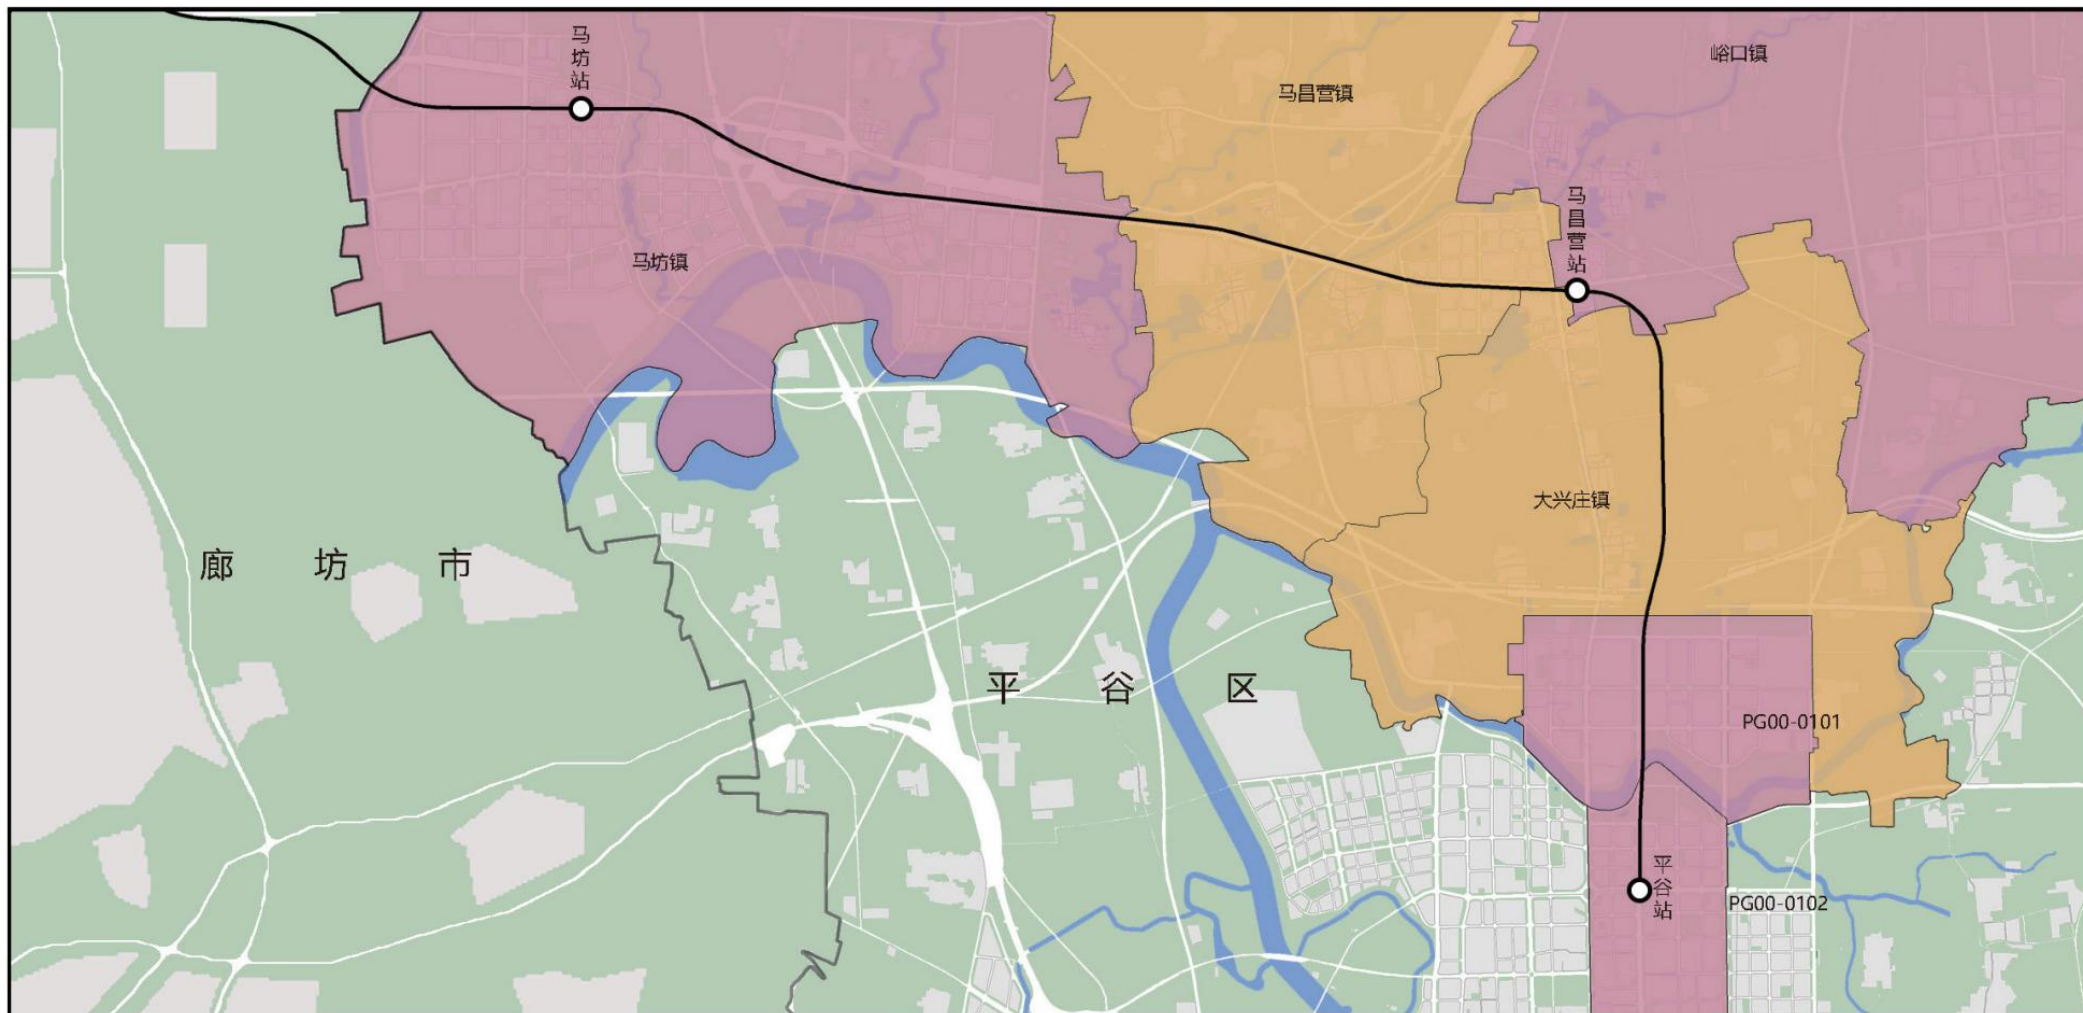 马坊站
峪口镇
马昌营镇
马昌营站
马坊镇
大兴庄镇
廊坊市
平谷区
PG00-0101
平谷站
PG00-0102